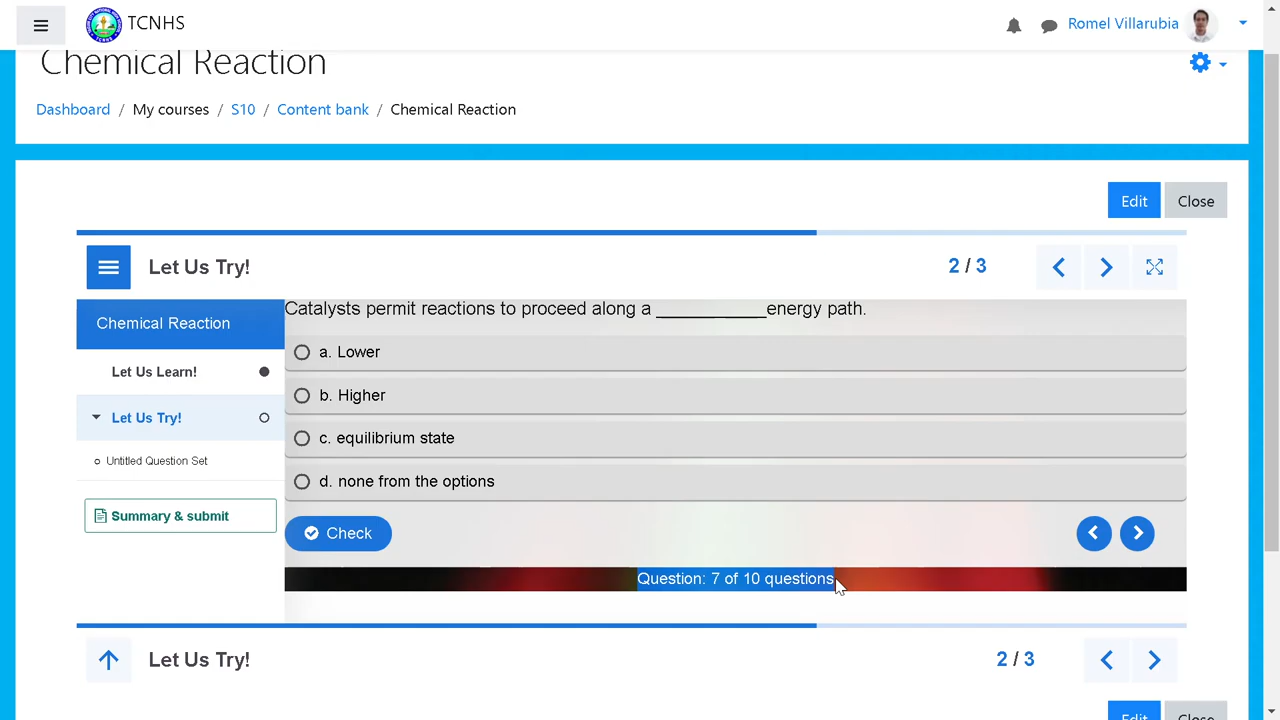 TCNHS
Romel Villarubia
Chemical Reaction
Dashboard / My courses / S10 / Content bank / Chemical Reaction
Edit
Close
Let Us Try!
2 / 3
Chemical Reaction
Let Us Learn!
Let Us Try!
Untitled Question Set
Summary & submit
Catalysts permit reactions to proceed along a ____________energy path.
a. Lower
b. Higher
c. equilibrium state
d. none from the options
Check
Question: 7 of 10 questions
Let Us Try!
2 / 3
Edit
Close